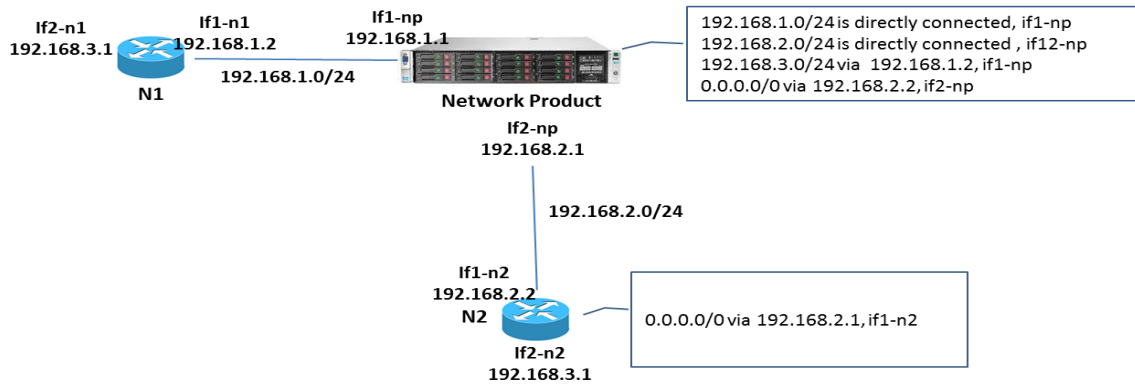 If2-n1
192.168.3.1
If1-n1
192.168.1.2
N1
192.168.1.0/24
If1-np
192.168.1.1
Network Product
192.168.1.0/24 is directly connected, if1-np
192.168.2.0/24 is directly connected , if12-np
192.168.3.0/24 via 192.168.1.2, if1-np
0.0.0.0/0 via 192.168.2.2, if2-np
If2-np
192.168.2.1
192.168.2.0/24
If1-n2
192.168.2.2
N2
0.0.0.0/0 via 192.168.2.1, if1-n2
If2-n2
192.168.3.1